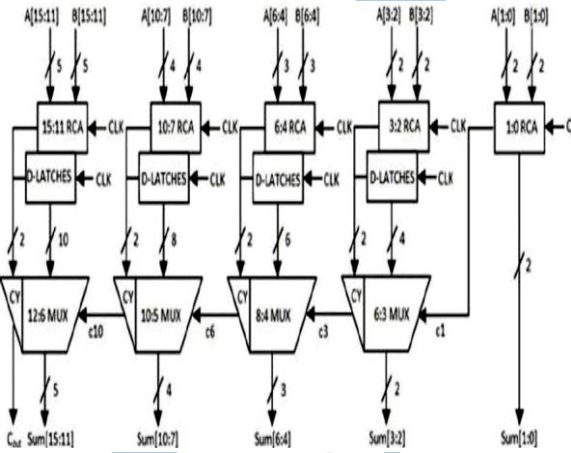 A[15:11] B[15:11] A[10:7] B[10:7] A[6:4] B[6:4] A[3:2] B[3:2] A[1:0] B[1:0]
5 5 4 4 3 3 2 2 2 2
15:11 RCA CLK 10:7 RCA CLK 6:4 RCA CLK 3:2 RCA CLK 1:0 RCA C
D-LATCHES CLK D-LATCHES CLK D-LATCHES CLK D-LATCHES CLK
2 10 2 8 2 6 2 4 2
CY 12:6 MUX CY 10:5 MUX CY 8:4 MUX CY 6:3 MUX
c10 c6 c3 c1
5 4 3 2
Cout Sum[15:11] Sum[10:7] Sum[6:4] Sum[3:2] Sum[1:0]